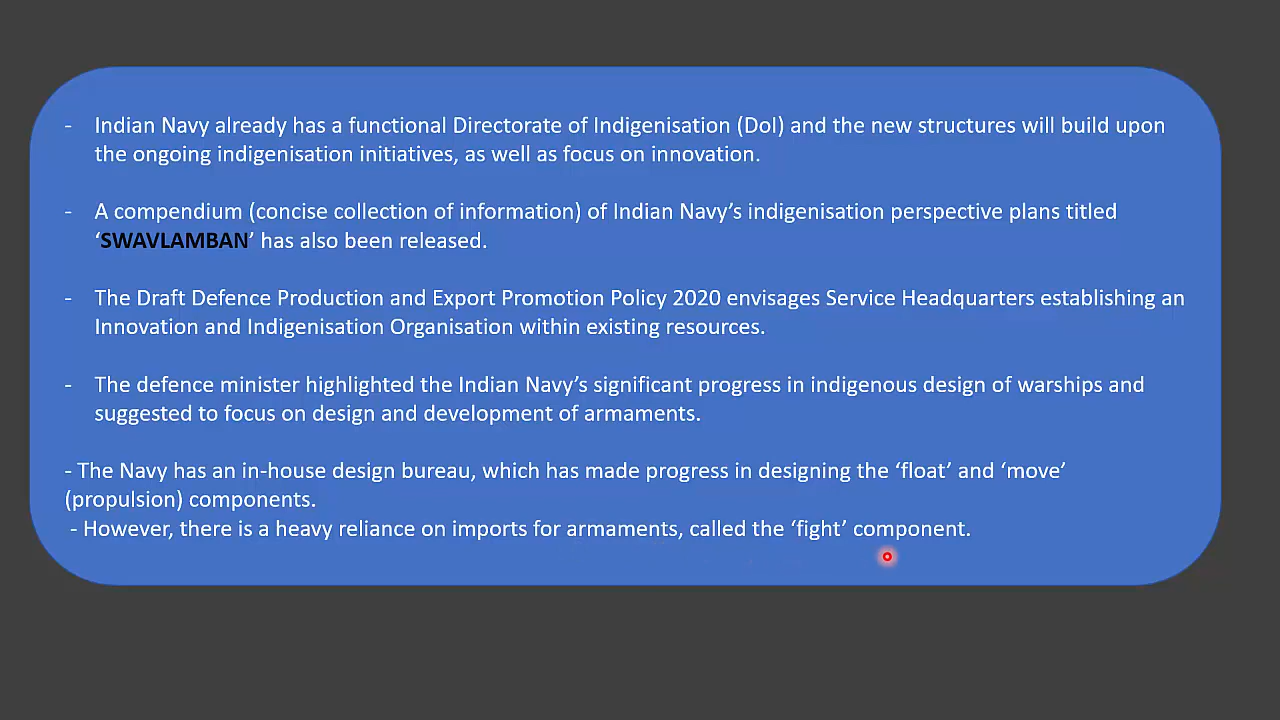 - Indian Navy already has a functional Directorate of Indigenisation (DoI) and the new structures will build upon
the ongoing indigenisation initiatives, as well as focus on innovation.
- A compendium (concise collection of information) of Indian Navy’s indigenisation perspective plans titled
‘SWAVLAMBAN’ has also been released.
- The Draft Defence Production and Export Promotion Policy 2020 envisages Service Headquarters establishing an
Innovation and Indigenisation Organisation within existing resources.
- The defence minister highlighted the Indian Navy’s significant progress in indigenous design of warships and
suggested to focus on design and development of armaments.
- The Navy has an in-house design bureau, which has made progress in designing the ‘float’ and ‘move’
(propulsion) components.
- However, there is a heavy reliance on imports for armaments, called the ‘fight’ component.